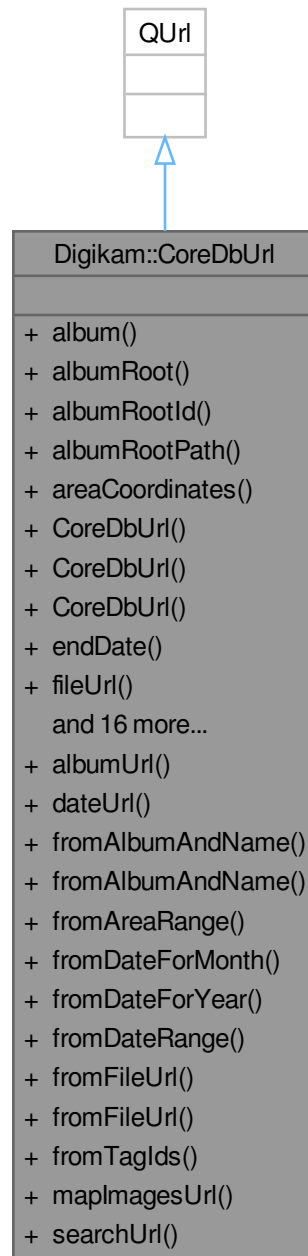 QUrl
Digikam::CoreDbUrl
+ album()
+ albumRoot()
+ albumRootId()
+ albumRootPath()
+ areaCoordinates()
+ CoreDbUrl()
+ CoreDbUrl()
+ CoreDbUrl()
+ endDate()
+ fileUrl()
and 16 more...
+ albumUrl()
+ dateUrl()
+ fromAlbumAndName()
+ fromAlbumAndName()
+ fromAreaRange()
+ fromDateForMonth()
+ fromDateForYear()
+ fromDateRange()
+ fromFileUrl()
+ fromFileUrl()
+ fromTagIds()
+ mapImagesUrl()
+ searchUrl()